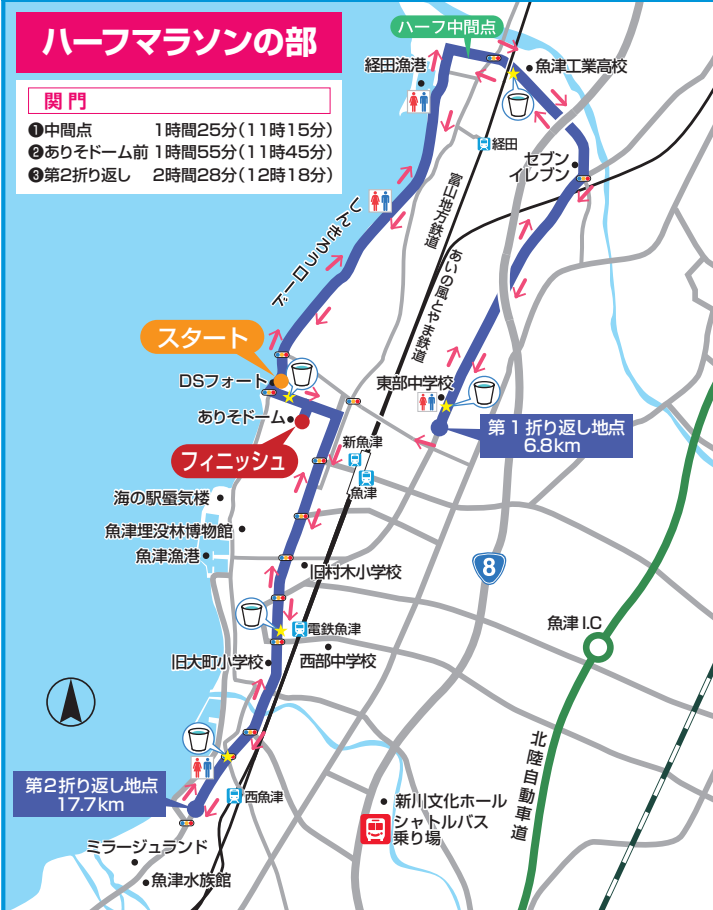 ハーフマラソンの部
関門
❶中間点 1時間25分(11時15分)
❷ありそドーム前 1時間55分(11時45分)
❸第2折り返し 2時間28分(12時18分)
ハーフ中間点
経田漁港
魚津工業高校
経田
セブン
イレブン
しんきろうロード
富山地方鉄道
あいの風とやま鉄道
スタート
DSフォート
東部中学校
ありそドーム
第1折り返し地点
6.8km
フィニッシュ
新魚津
魚津
海の駅蜃気楼
魚津埋没林博物館
魚津漁港
旧村木小学校
8
電鉄魚津
魚津I.C
旧大町小学校
西部中学校
北陸自動車道
第2折り返し地点
17.7km
西魚津
新川文化ホール
シャトルバス
乗り場
ミラージュランド
魚津水族館